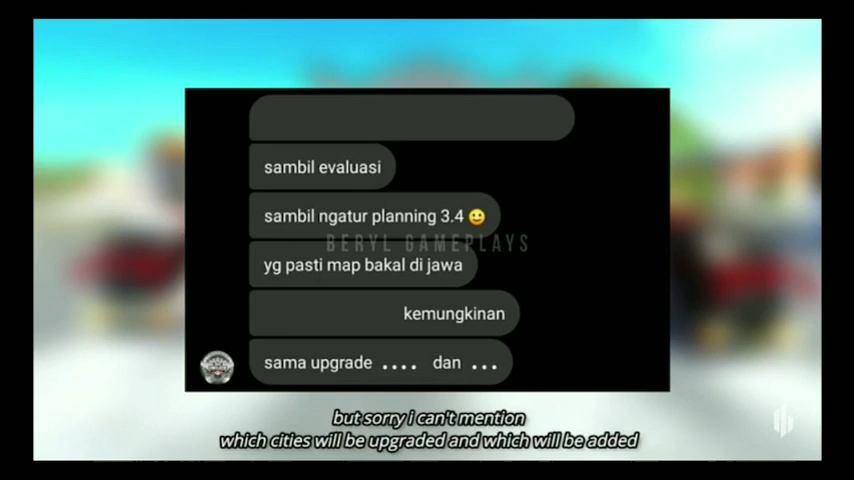 sambil evaluasi
sambil ngatur planning 3.4 😀
BERYL GAMEPLAYS
yg pasti map bakal di jawa
kemungkinan
sama upgrade .... dan ...
but sorry i can't mention
which cities will be upgraded and which will be added